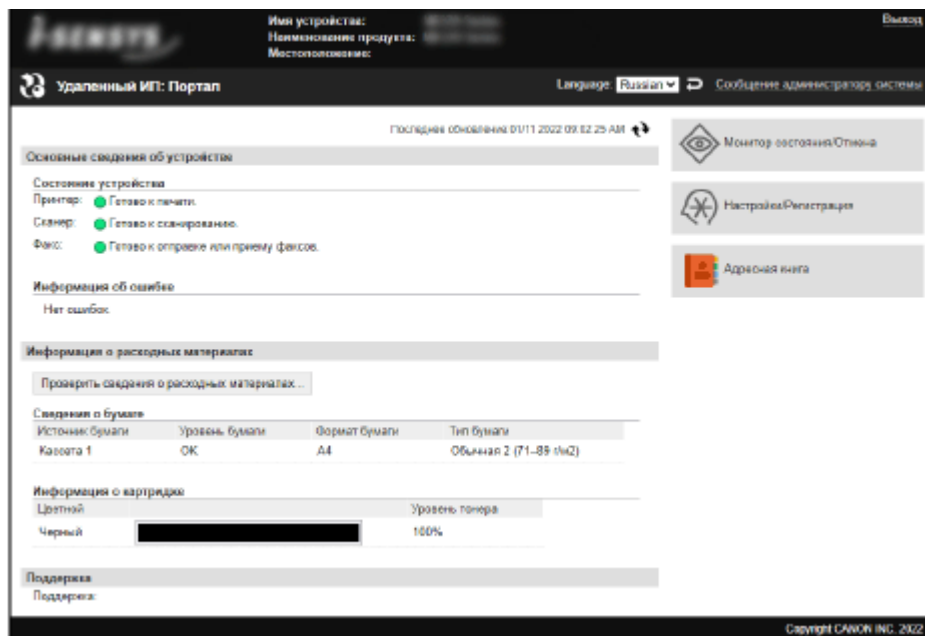 i-SENSYS
Имя устройства:
Наименование продукта:
Местоположение:
Выход
Удаленный ИП: Портал
Language: Russian
Сообщение администратору системы
Последнее обновление 01/11 2022 09:02:25 AM
Основные сведения об устройстве
Состояние устройства
Принтер: Готово к печати.
Сканер: Готово к сканированию.
Факс: Готово к отправке или приему факсов.
Информация об ошибке
Нет ошибок.
Информация о расходных материалах
Проверить сведения о расходных материалах...
Сведения о бумаге
Источник бумаги Уровень бумаги Формат бумаги Тип бумаги
Кассета 1 OK A4 Обычная 2 (71–89 г/м2)
Информация о картридже
Цветной Уровень тонера
Черный 100%
Поддержка
Поддержка:
Монитор состояния/Отмена
Настройки/Регистрация
Адресная книга
Copyright CANON INC. 2022